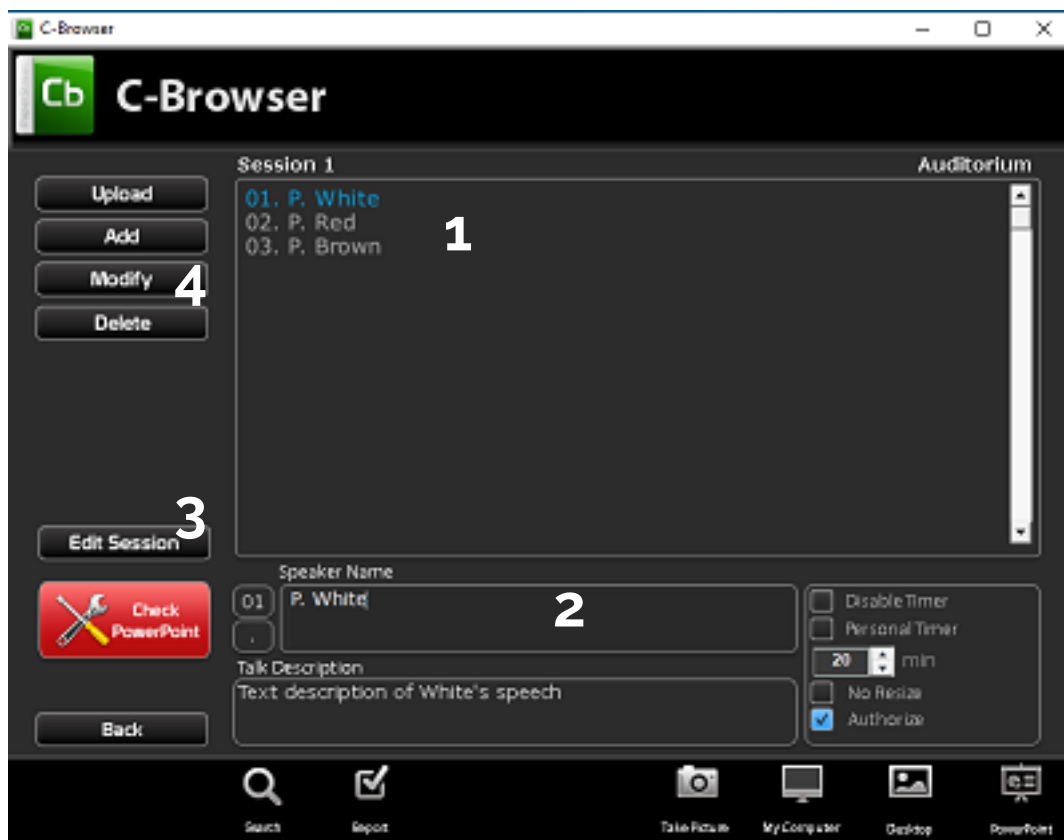 C-Browser
Cb C-Browser
Session 1 Auditorium
Upload
Add
Modify
Delete
01. P. White
02. P. Red
03. P. Brown
1
4
3
Edit Session
Check
PowerPoint
Back
Speaker Name
01 P. White
.
2
Talk Description
Text description of White's speech
Disable Timer
Personal Timer
20 min
No Resize
Authorize
Search Report Take Picture My Computer Desktop PowerPoint